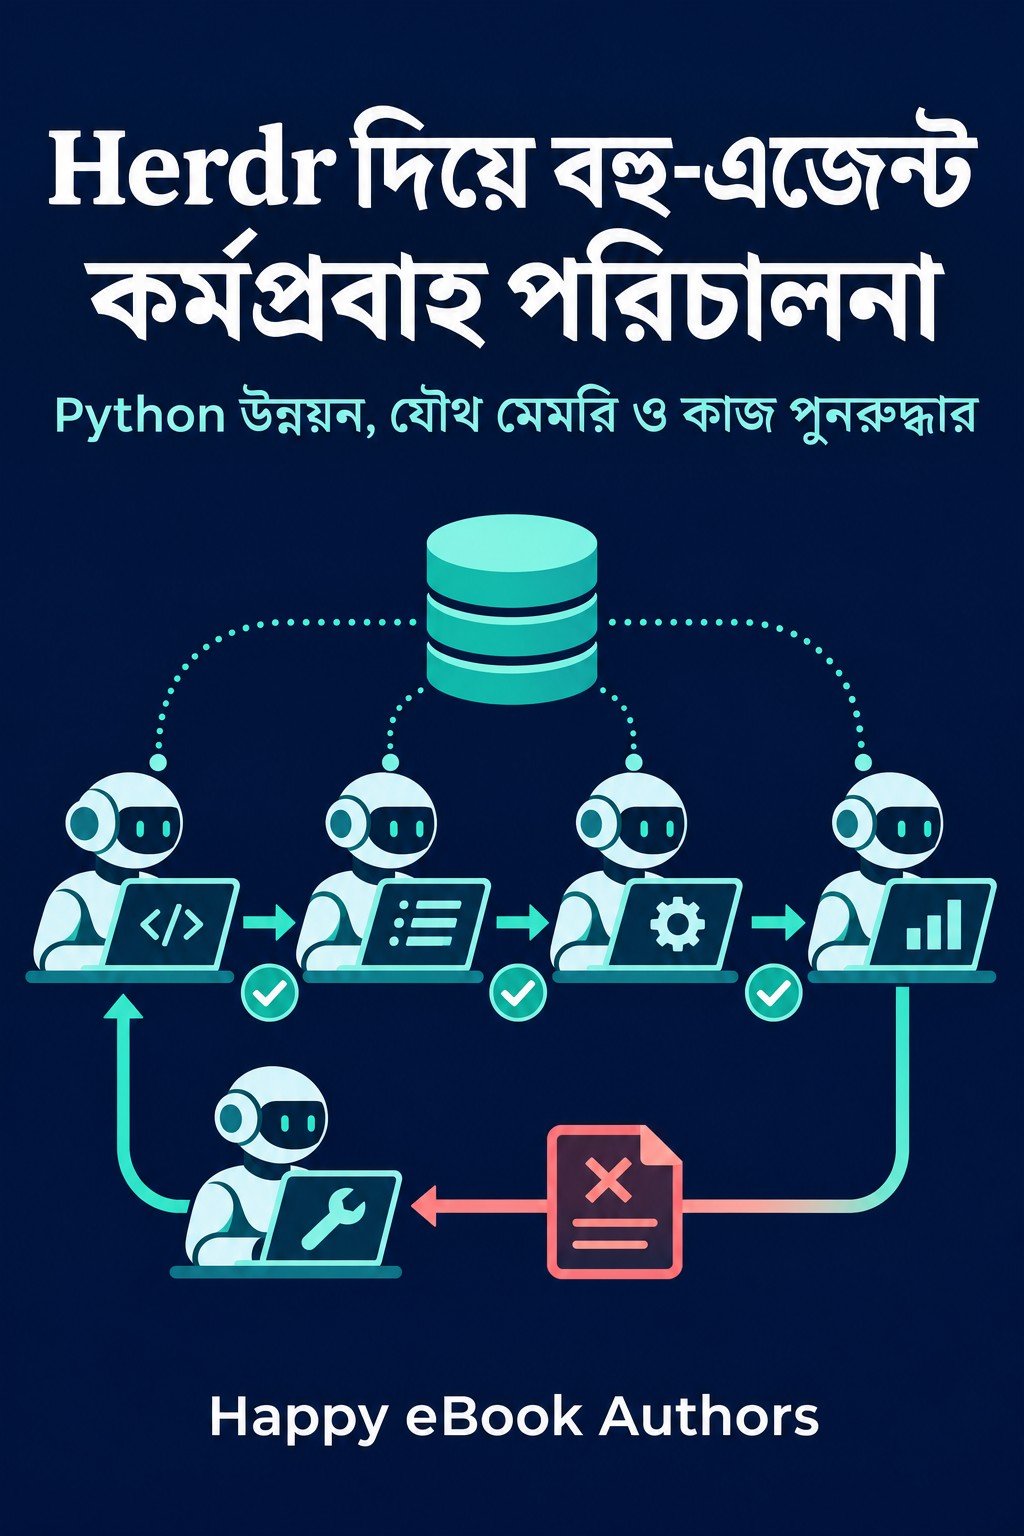 Herdr দিয়ে বহু-এজেন্ট
কর্মপ্রবাহ পরিচালনা
Python উন্নয়ন, যৌথ মেমরি ও কাজ পুনরুদ্ধার
</>
Happy eBook Authors